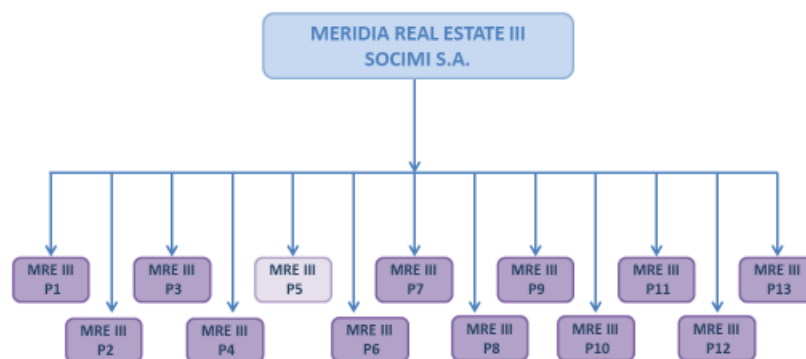 MERIDIA REAL ESTATE III
SOCIMI S.A.
MRE III
P1
MRE III
P3
MRE III
P5
MRE III
P7
MRE III
P9
MRE III
P11
MRE III
P13
MRE III
P2
MRE III
P4
MRE III
P6
MRE III
P8
MRE III
P10
MRE III
P12